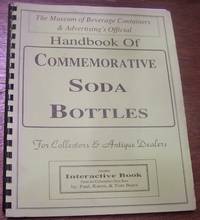 The Museum of Beverage Containers
& Advertising's Official
Handbook Of
COMMEMORATIVE
SODA
BOTTLES
For Collectors & Antique Dealers
Interactive Book
by: Paul, Karen, & Tom Bates